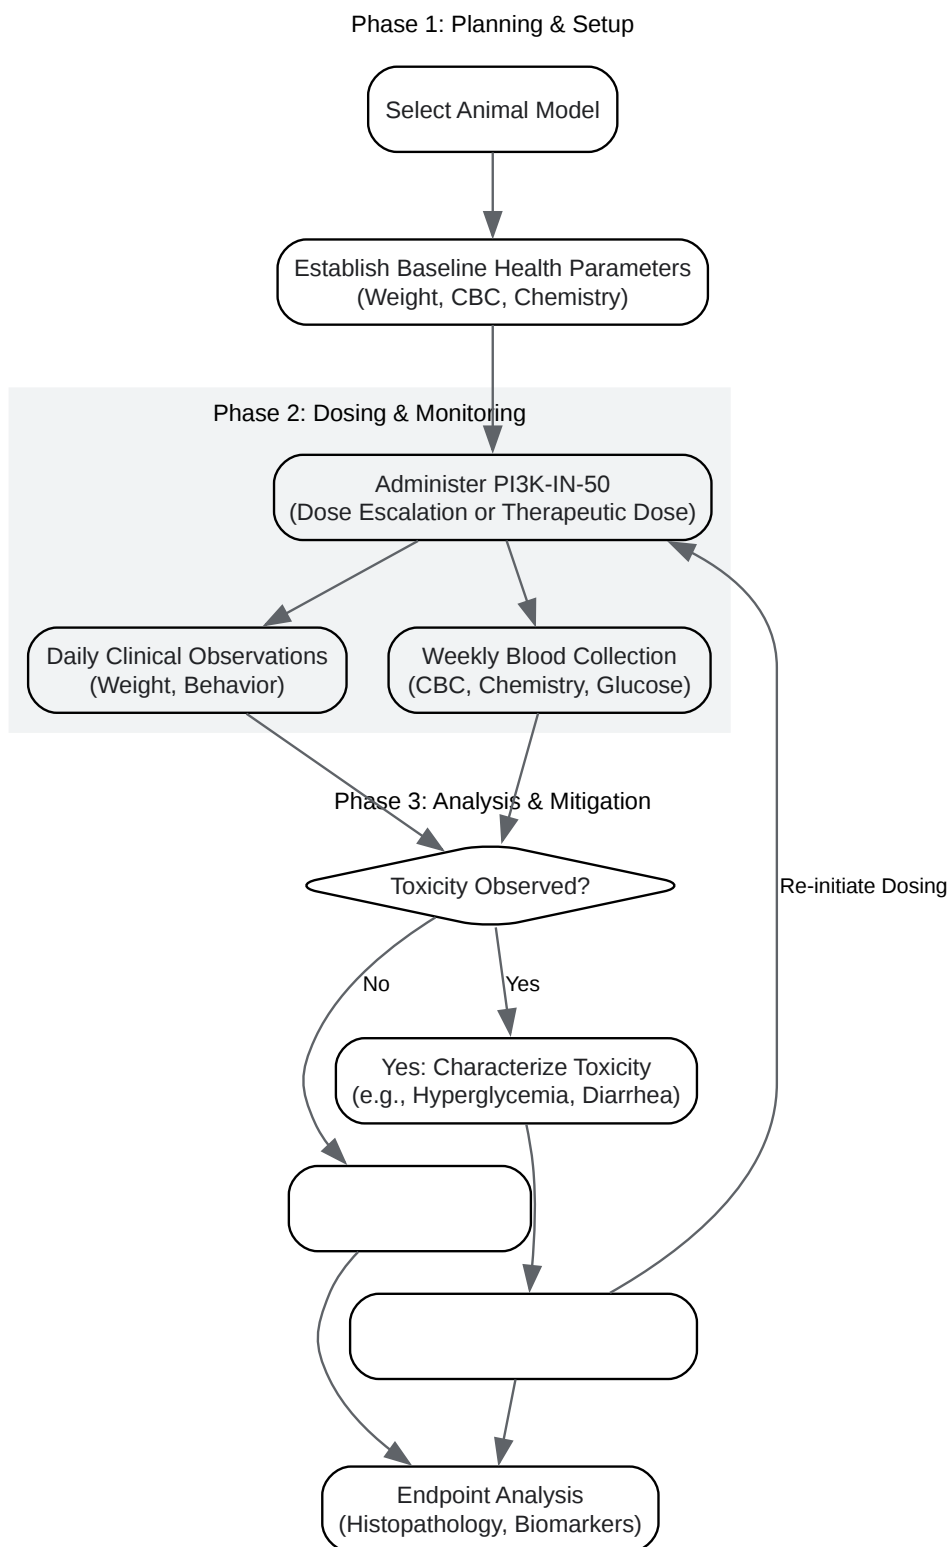 Phase 1: Planning & Setup
Select Animal Model
Establish Baseline Health Parameters
(Weight, CBC, Chemistry)
Phase 2: Dosing & Monitoring
Administer PI3K-IN-50
(Dose Escalation or Therapeutic Dose)
Daily Clinical Observations
(Weight, Behavior)
Weekly Blood Collection
(CBC, Chemistry, Glucose)
Phase 3: Analysis & Mitigation
Toxicity Observed?
Re-initiate Dosing
No
Yes
Yes: Characterize Toxicity
(e.g., Hyperglycemia, Diarrhea)
Endpoint Analysis
(Histopathology, Biomarkers)